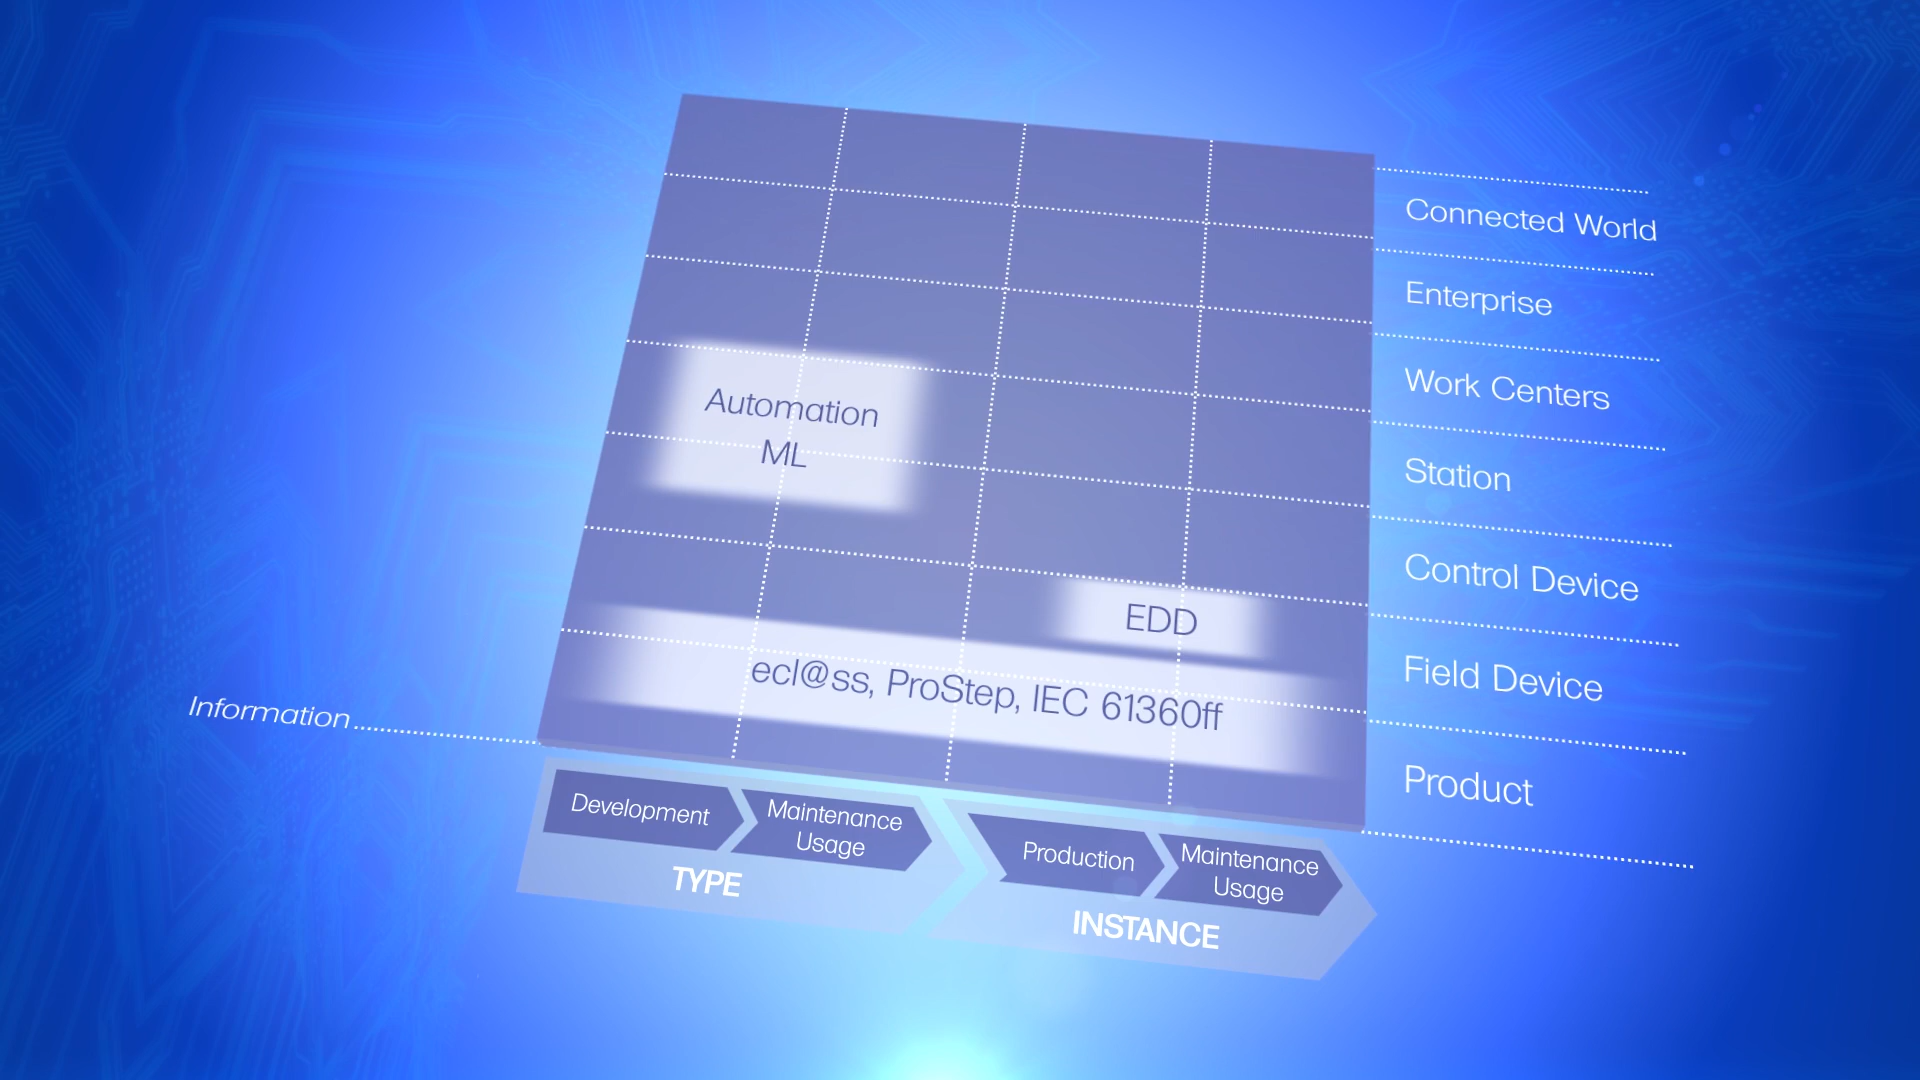 Connected World
Enterprise
Work Centers
Station
Control Device
Field Device
Product
Automation
ML
EDD
ecl@ss, ProStep, IEC 61360ff
Information
Development
Maintenance
Usage
TYPE
Production
Maintenance
Usage
INSTANCE